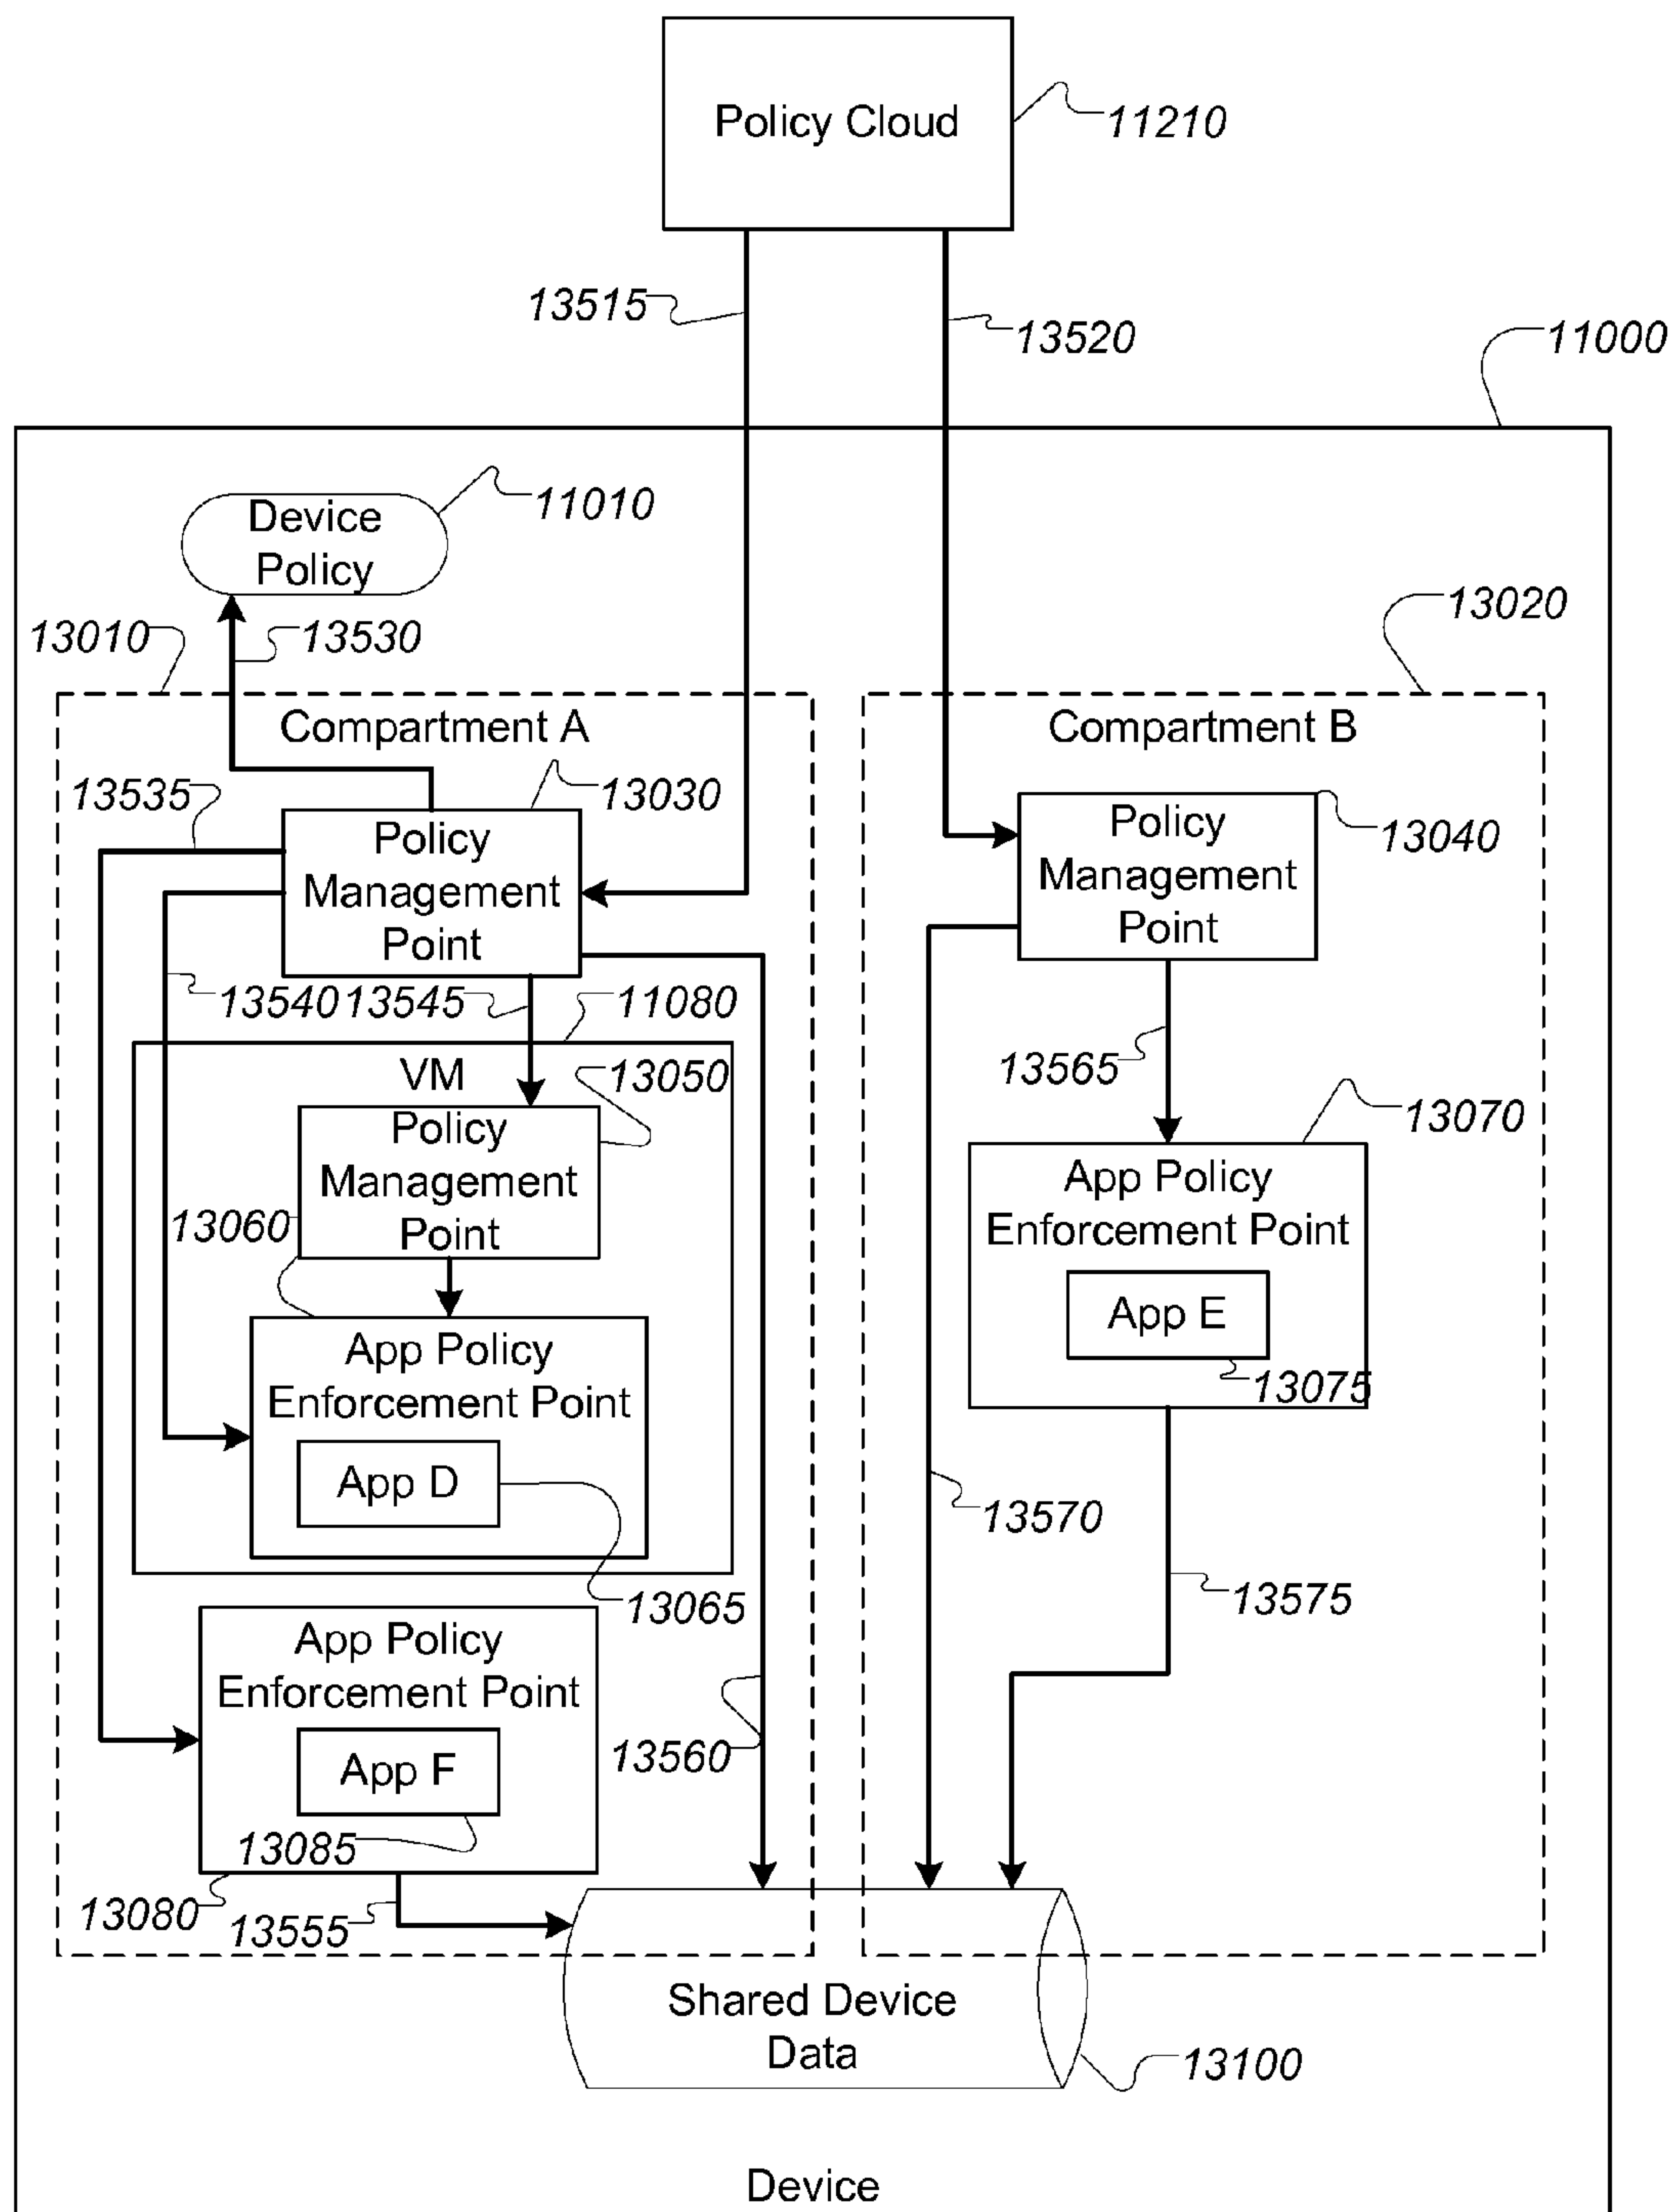 Policy Cloud
11210
13515
13520
11000
Device
Policy
11010
13010
13530
13020
Compartment A
Compartment B
13535
13030
Policy
Management
Point
Policy
Management
Point
13040
13540
13545
11080
VM
13050
13565
Policy
Management
Point
13060
13070
App Policy
Enforcement Point
App E
13075
App Policy
Enforcement Point
App D
13065
13570
13575
App Policy
Enforcement Point
App F
13085
13560
13080
13555
Shared Device
Data
13100
Device